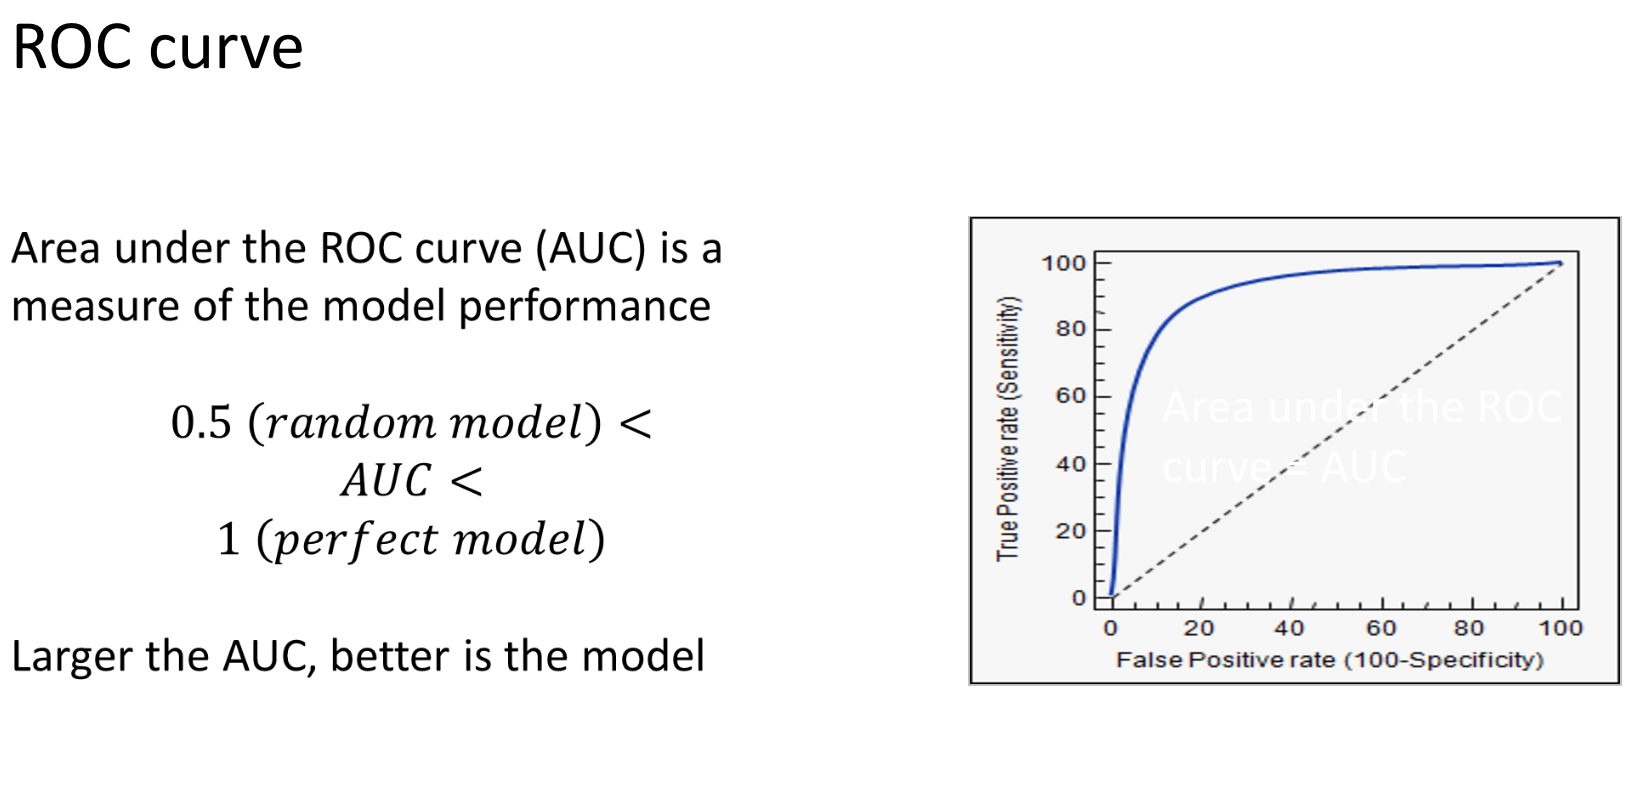 ROC curve
Area under the ROC curve (AUC) is a
measure of the model performance
0.5 (random model) <
AUC <
1 (perfect model)
Larger the AUC, better is the model
True Positive rate (Sensitivity)
100
80
60
40
20
0
Area under the ROC
curve = AUC
0 20 40 60 80 100
False Positive rate (100-Specificity)